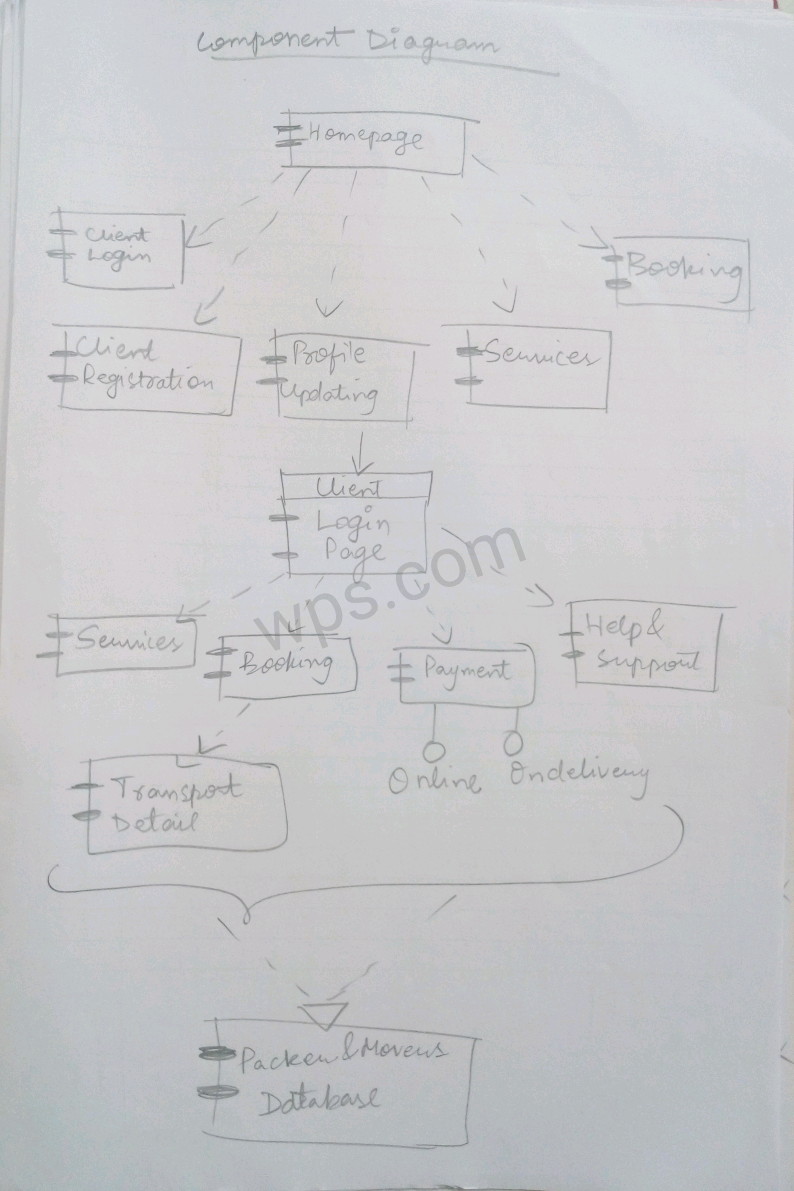 Component Diagram
Homepage
Client
Login
Booking
Client
Registration
Profile
Updating
Services
Client
Login
Page
Services
Booking
Payment
Help &
Support
Online
Ondelivery
Transport
Detail
Packer & Movers
Database
wps.com